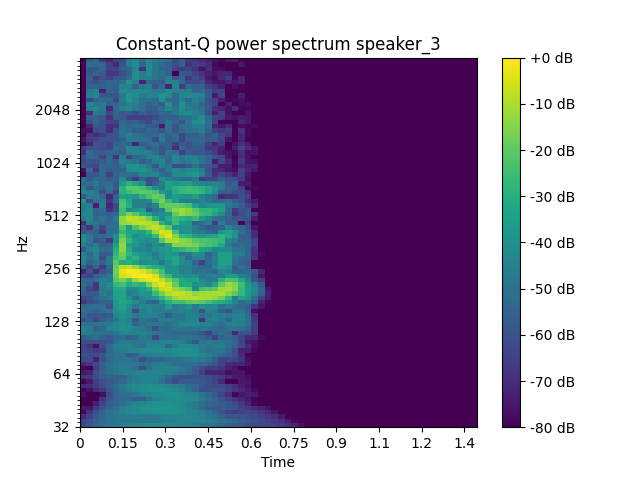 Constant-Q power spectrum speaker_3
Hz
2048
1024
512
256
128
64
32
0 0.15 0.3 0.45 0.6 0.75 0.9 1.1 1.2 1.4
Time
+0 dB
-10 dB
-20 dB
-30 dB
-40 dB
-50 dB
-60 dB
-70 dB
-80 dB